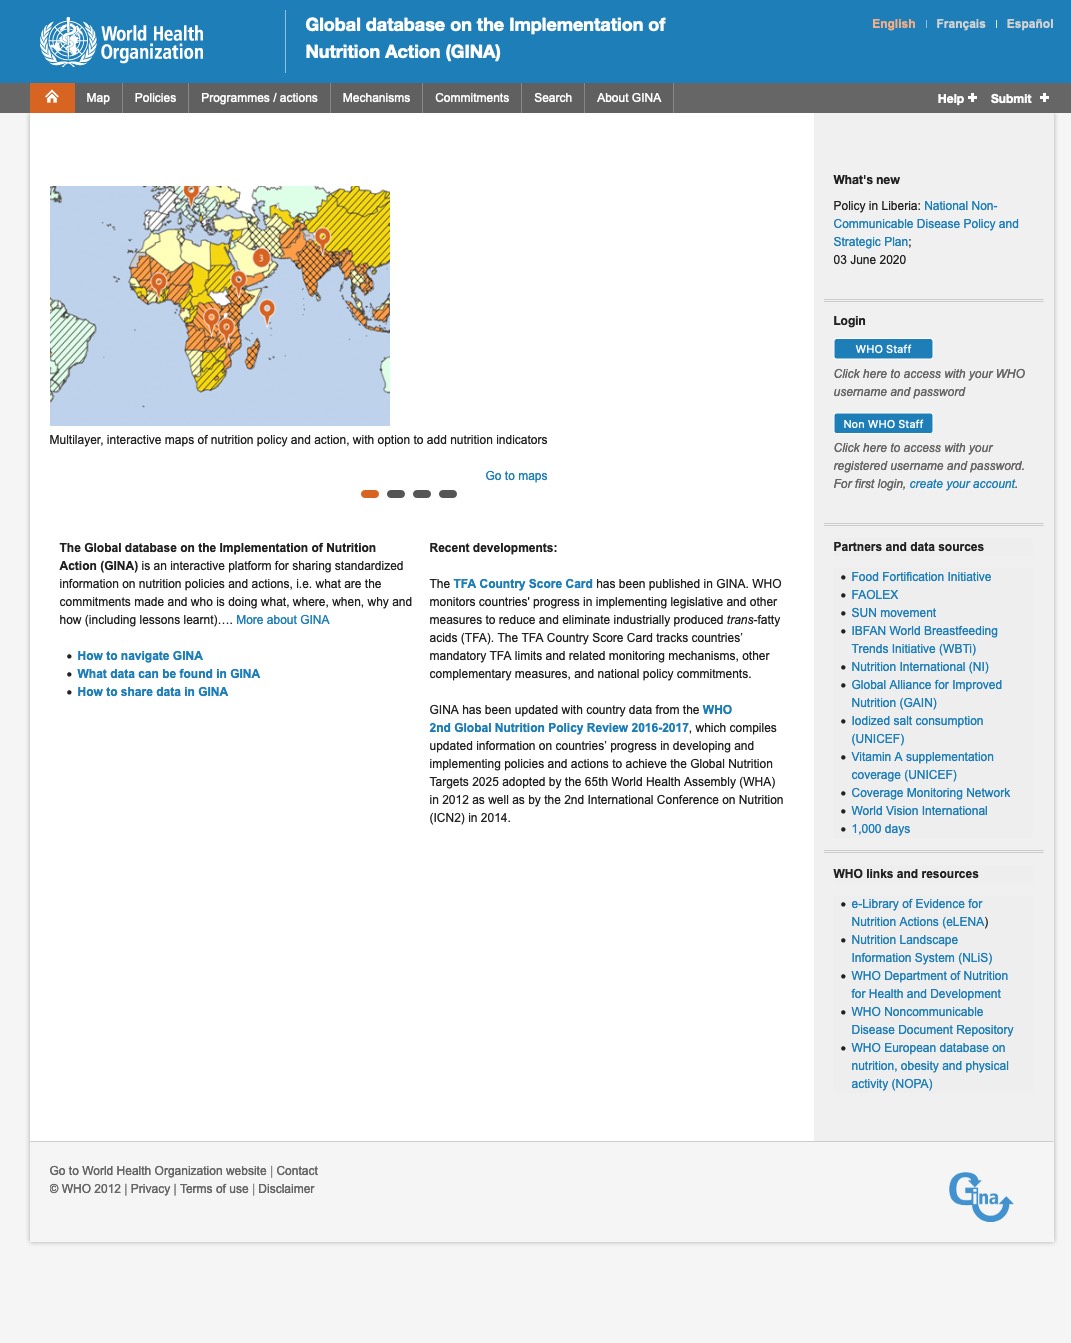 World Health
Organization
Global database on the Implementation of
Nutrition Action (GINA)
English
Français
Español
Map
Policies
Programmes / actions
Mechanisms
Commitments
Search
About GINA
Help
Submit
3
Multilayer, interactive maps of nutrition policy and action, with option to add nutrition indicators
Go to maps
The Global database on the Implementation of Nutrition
Action (GINA) is an interactive platform for sharing standardized
information on nutrition policies and actions, i.e. what are the
commitments made and who is doing what, where, when, why and
how (including lessons learnt)…. More about GINA
• How to navigate GINA
• What data can be found in GINA
• How to share data in GINA
Recent developments:
The TFA Country Score Card has been published in GINA. WHO
monitors countries' progress in implementing legislative and other
measures to reduce and eliminate industrially produced trans-fatty
acids (TFA). The TFA Country Score Card tracks countries'
mandatory TFA limits and related monitoring mechanisms, other
complementary measures, and national policy commitments.
GINA has been updated with country data from the WHO
2nd Global Nutrition Policy Review 2016-2017, which compiles
updated information on countries' progress in developing and
implementing policies and actions to achieve the Global Nutrition
Targets 2025 adopted by the 65th World Health Assembly (WHA)
in 2012 as well as by the 2nd International Conference on Nutrition
(ICN2) in 2014.
What's new
Policy in Liberia: National Non-
Communicable Disease Policy and
Strategic Plan;
03 June 2020
Login
WHO Staff
Click here to access with your WHO
username and password
Non WHO Staff
Click here to access with your
registered username and password.
For first login, create your account.
Partners and data sources
• Food Fortification Initiative
• FAOLEX
• SUN movement
• IBFAN World Breastfeeding
Trends Initiative (WBTi)
• Nutrition International (NI)
• Global Alliance for Improved
Nutrition (GAIN)
• Iodized salt consumption
(UNICEF)
• Vitamin A supplementation
coverage (UNICEF)
• Coverage Monitoring Network
• World Vision International
• 1,000 days
WHO links and resources
• e-Library of Evidence for
Nutrition Actions (eLENA)
• Nutrition Landscape
Information System (NLiS)
• WHO Department of Nutrition
for Health and Development
• WHO Noncommunicable
Disease Document Repository
• WHO European database on
nutrition, obesity and physical
activity (NOPA)
Go to World Health Organization website | Contact
© WHO 2012 | Privacy | Terms of use | Disclaimer
Gina